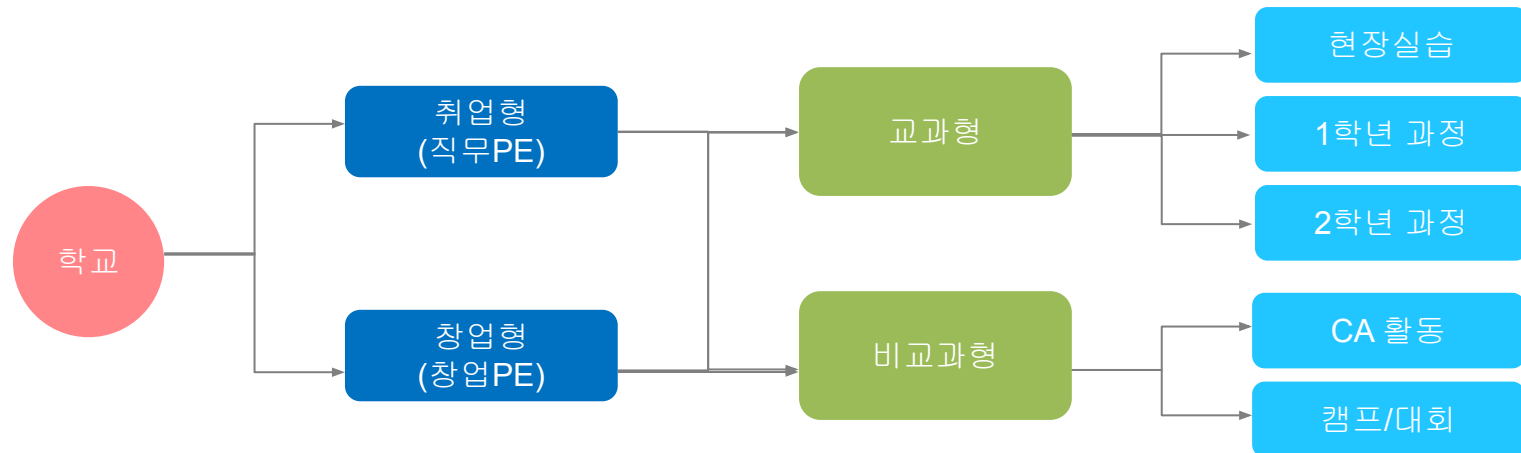 학교
취업형
(직무PE)
창업형
(창업PE)
교과형
비교과형
현장실습
1학년 과정
2학년 과정
CA 활동
캠프/대회